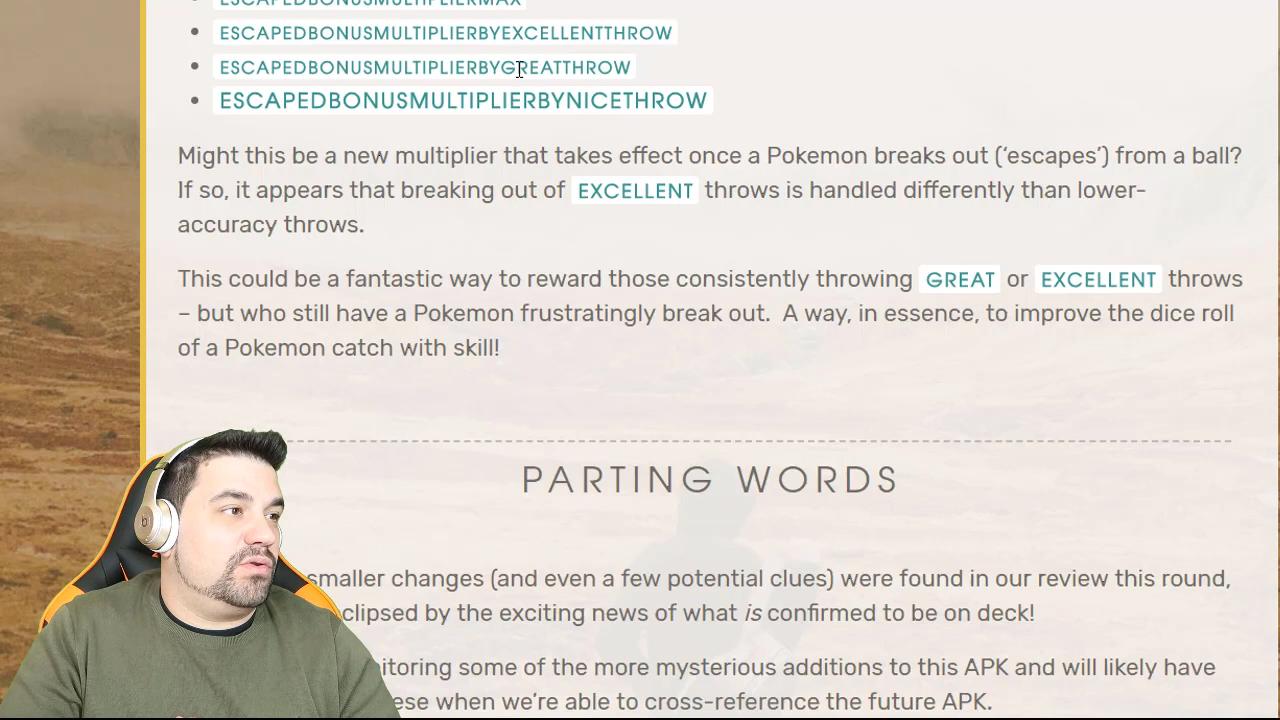 ESCAPEDBONUSMULTIPLIERMAX
ESCAPEDBONUSMULTIPLIERBYEXCELLENTTHROW
ESCAPEDBONUSMULTIPLIERBYGREATTHROW
ESCAPEDBONUSMULTIPLIERBYNICETHROW
Might this be a new multiplier that takes effect once a Pokemon breaks out (‘escapes’) from a ball?
If so, it appears that breaking out of EXCELLENT throws is handled differently than lower-
accuracy throws.
This could be a fantastic way to reward those consistently throwing GREAT or EXCELLENT throws
– but who still have a Pokemon frustratingly break out. A way, in essence, to improve the dice roll
of a Pokemon catch with skill!
PARTING WORDS
smaller changes (and even a few potential clues) were found in our review this round,
clipsed by the exciting news of what is confirmed to be on deck!
itoring some of the more mysterious additions to this APK and will likely have
ese when we’re able to cross-reference the future APK.